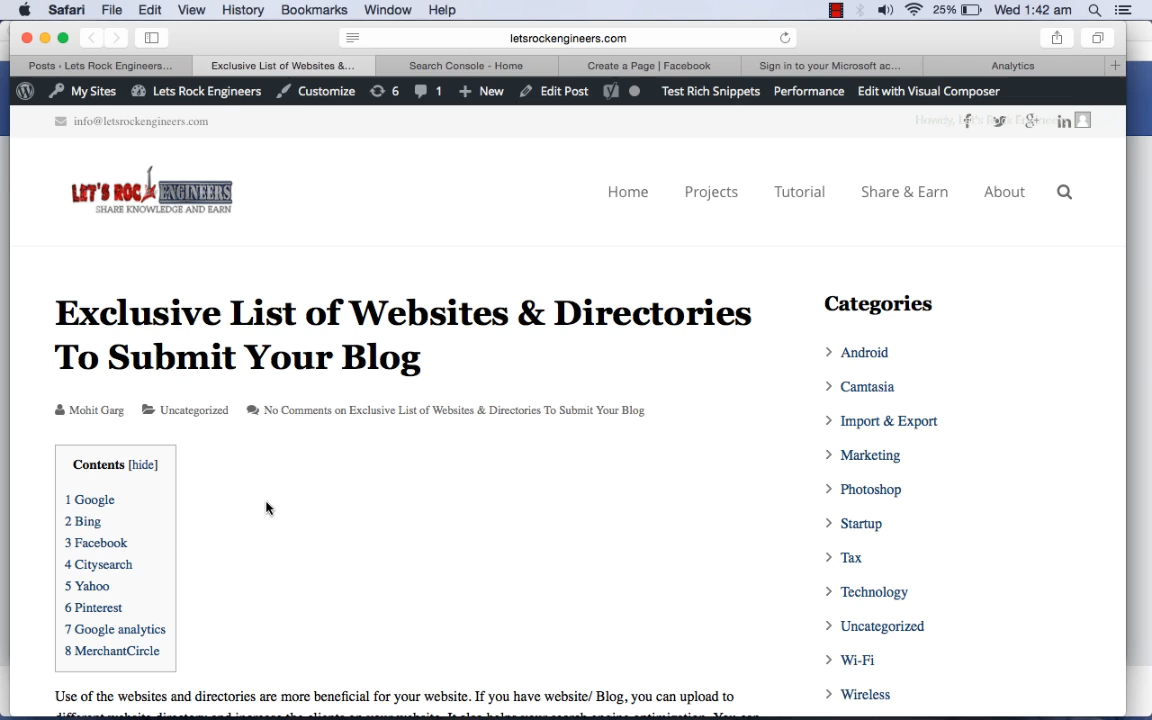 Safari File Edit View History Bookmarks Window Help 25% Wed 1:42 am
letsrockengineers.com
Posts ‹ Lets Rock Engineers... Exclusive List of Websites &... Search Console - Home Create a Page | Facebook Sign in to your Microsoft ac... Analytics
My Sites Lets Rock Engineers Customize 6 1 New Edit Post Test Rich Snippets Performance Edit with Visual Composer
info@letsrockengineers.com Howdy,
LET'S ROCK ENGINEERS
SHARE KNOWLEDGE AND EARN
Home Projects Tutorial Share & Earn About
Exclusive List of Websites & Directories
To Submit Your Blog
Mohit Garg Uncategorized No Comments on Exclusive List of Websites & Directories To Submit Your Blog
Contents [hide]
1 Google
2 Bing
3 Facebook
4 Citysearch
5 Yahoo
6 Pinterest
7 Google analytics
8 MerchantCircle
Use of the websites and directories are more beneficial for your website. If you have website/ Blog, you can upload to
Categories
Android
Camtasia
Import & Export
Marketing
Photoshop
Startup
Tax
Technology
Uncategorized
Wi-Fi
Wireless